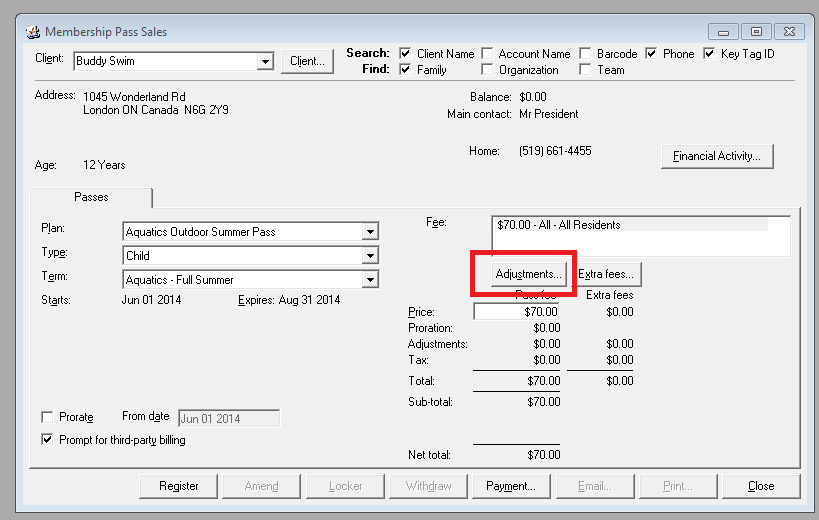 Membership Pass Sales
Client: Buddy Swim Client... Search: Client Name Account Name Barcode Phone Key Tag ID
Find: Family Organization Team
Address: 1045 Wonderland Rd Balance: $0.00
London ON Canada N6G 2Y9 Main contact: Mr President
Home: (519) 661-4455 Financial Activity...
Age: 12 Years
Passes
Plan: Aquatics Outdoor Summer Pass Fee: $70.00 - All - All Residents
Type: Child
Term: Aquatics - Full Summer Adjustments... Extra fees...
Starts: Jun 01 2014 Expires: Aug 31 2014 Pass fee Extra fees
Price: $70.00 $0.00
Proration: $0.00
Adjustments: $0.00 $0.00
Tax: $0.00 $0.00
Total: $70.00 $0.00
Sub-total: $70.00
Prorate From date Jun 01 2014
Prompt for third-party billing
Net total: $70.00
Register Amend Locker Withdraw Payment... Email... Print... Close